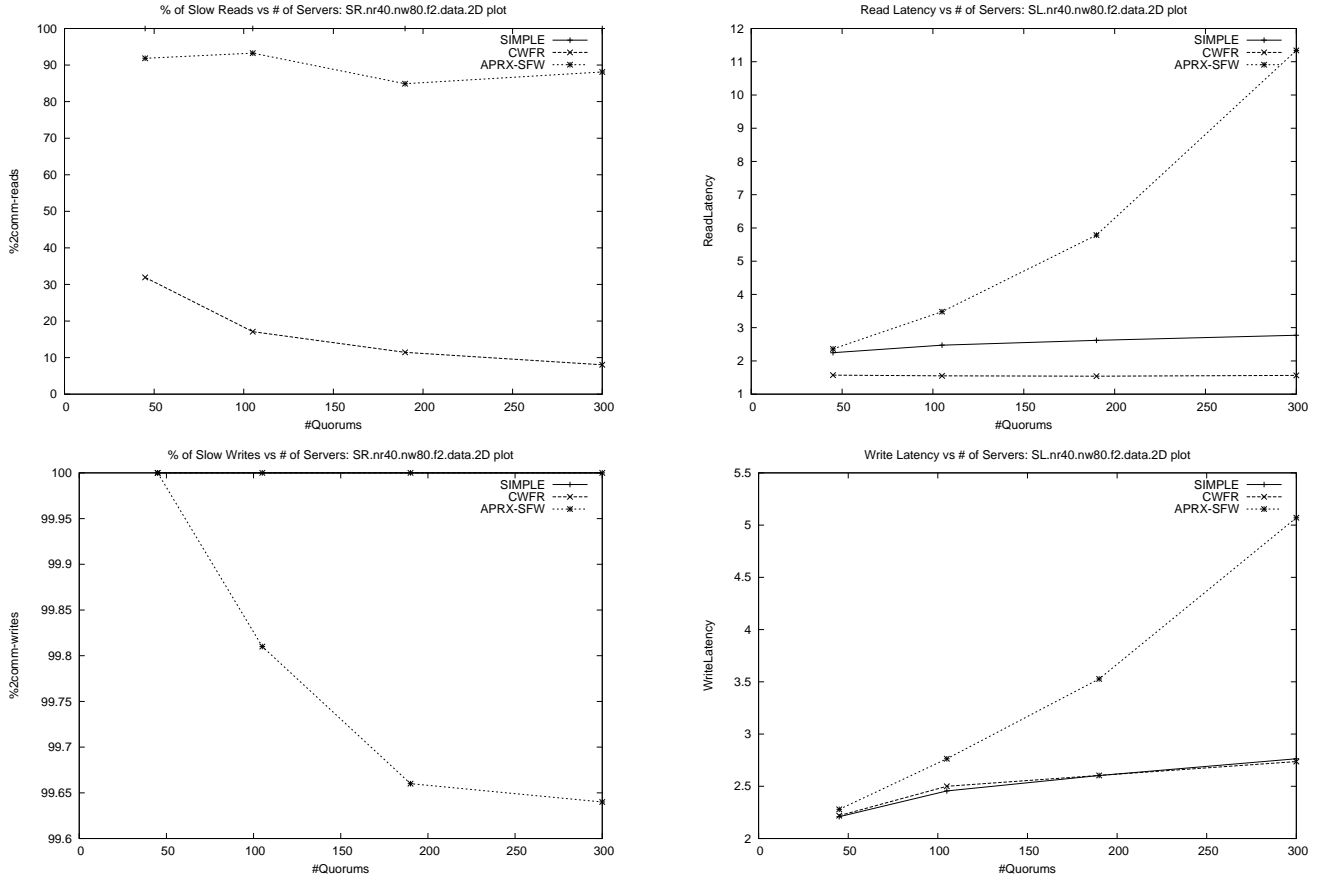 % of Slow Reads vs # of Servers: SR.nr40.nw80.f2.data.2D plot
SIMPLE
CWFR
APRX-SFW
%2comm-reads
100
90
80
70
60
50
40
30
20
10
0
0 50 100 150 200 250 300
#Quorums
Read Latency vs # of Servers: SL.nr40.nw80.f2.data.2D plot
SIMPLE
CWFR
APRX-SFW
ReadLatency
12
11
10
9
8
7
6
5
4
3
2
1
0 50 100 150 200 250 300
#Quorums
% of Slow Writes vs # of Servers: SR.nr40.nw80.f2.data.2D plot
SIMPLE
CWFR
APRX-SFW
%2comm-writes
100
99.95
99.9
99.85
99.8
99.75
99.7
99.65
99.6
0 50 100 150 200 250 300
#Quorums
Write Latency vs # of Servers: SL.nr40.nw80.f2.data.2D plot
SIMPLE
CWFR
APRX-SFW
WriteLatency
5.5
5
4.5
4
3.5
3
2.5
2
0 50 100 150 200 250 300
#Quorums